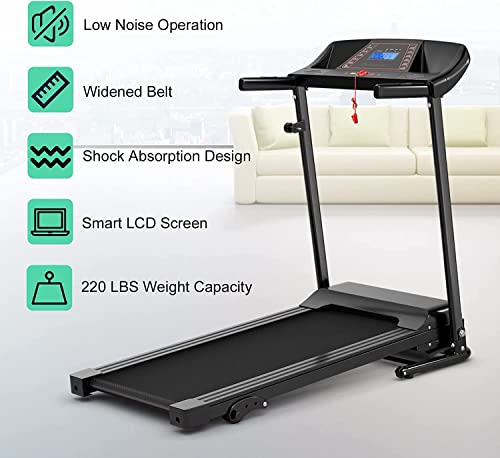 Low Noise Operation
Widened Belt
Shock Absorption Design
Smart LCD Screen
220 LBS Weight Capacity